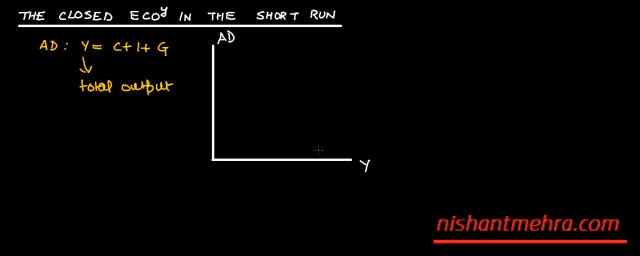 THE CLOSED ECOY IN THE SHORT RUN
AD: Y = C+I+G
total output
AD
Y
nishantmehra.com